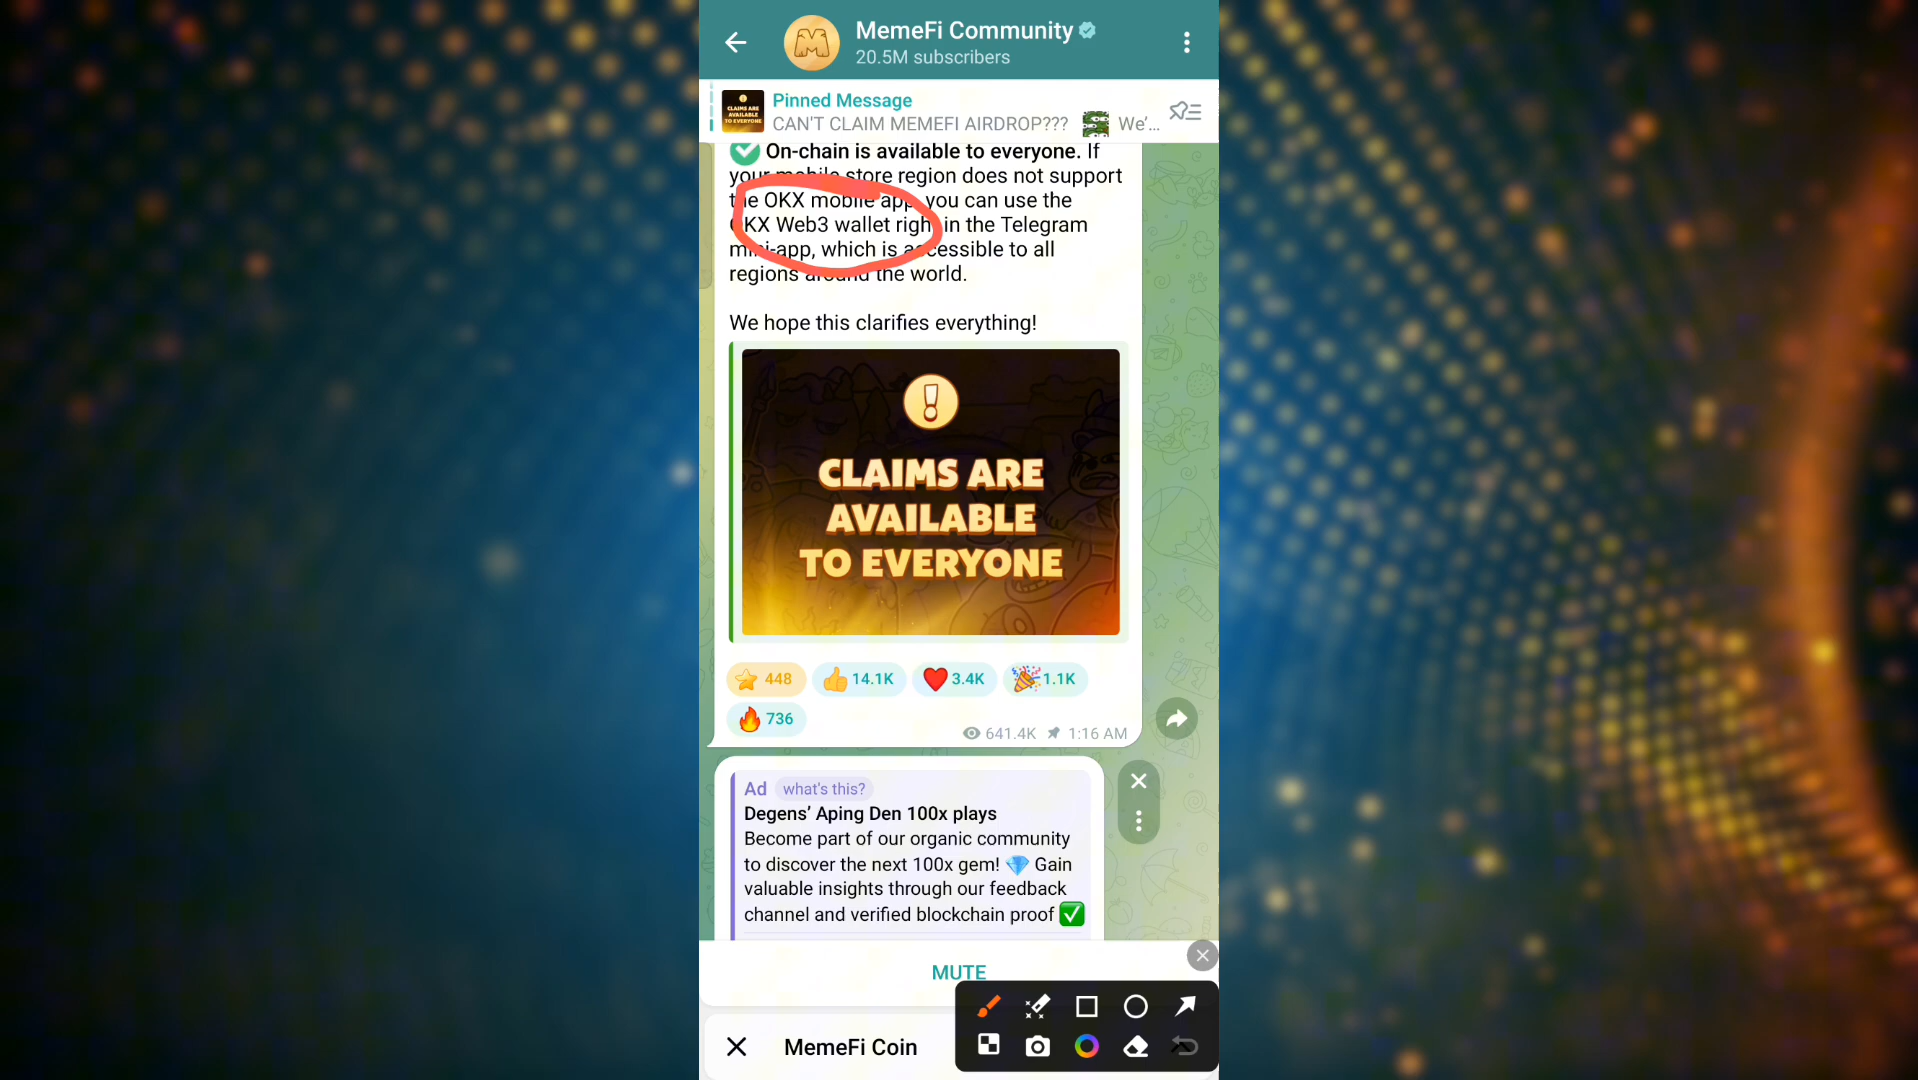 MemeFi Community
20.5M subscribers
CLAIMS ARE
AVAILABLE
TO EVERYONE
Pinned Message
CAN'T CLAIM MEMEFI AIRDROP??? We'...
On-chain is available to everyone. If
your mobile store region does not support
the OKX mobile app you can use the
OKX Web3 wallet righ in the Telegram
mini-app, which is accessible to all
regions around the world.
We hope this clarifies everything!
CLAIMS ARE
AVAILABLE
TO EVERYONE
448 14.1K 3.4K 1.1K
736
641.4K 1:16 AM
Ad what's this?
Degens' Aping Den 100x plays
Become part of our organic community
to discover the next 100x gem! 💎 Gain
valuable insights through our feedback
channel and verified blockchain proof ✅
MUTE
MemeFi Coin